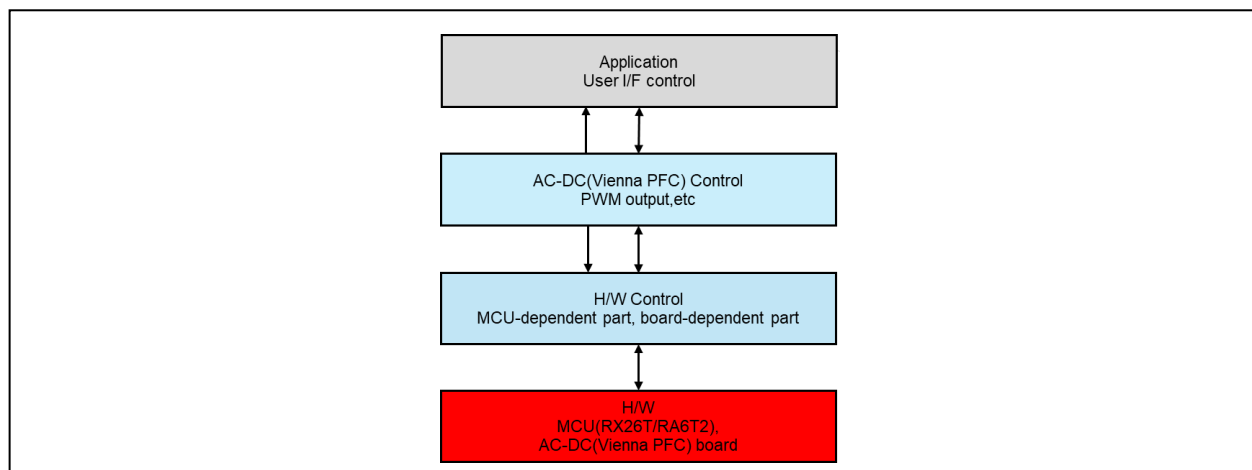 Application
User I/F control
AC-DC(Vienna PFC) Control
PWM output,etc
H/W Control
MCU-dependent part, board-dependent part
H/W
MCU(RX26T/RA6T2),
AC-DC(Vienna PFC) board